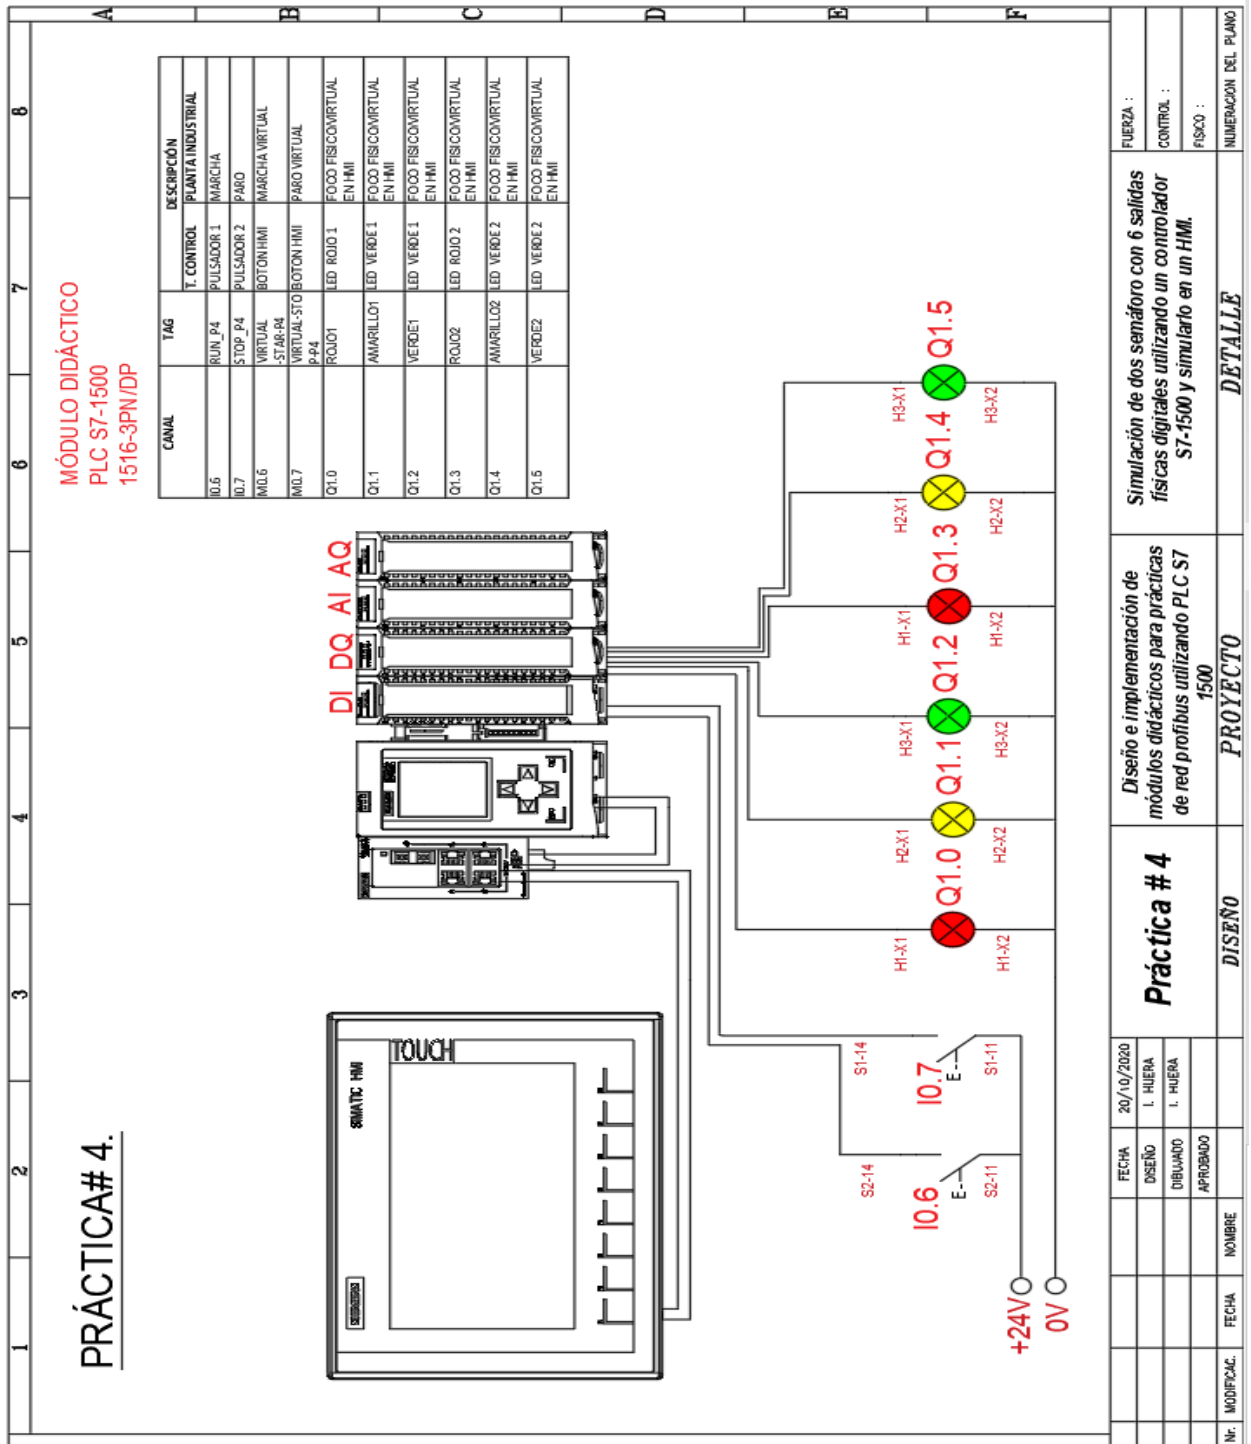 1 2 3 4 5 6 7 8
A
B
C
D
E
F
PRÁCTICA# 4.
MÓDULO DIDÁCTICO
PLC S7-1500
1516-3PN/DP
CANAL TAG DESCRIPCIÓN
T. CONTROL PLANTA INDUSTRIAL
I0.6 RUN_P4 PULSADOR 1 MARCHA
I0.7 STOP_P4 PULSADOR 2 PARO
M0.6 VIRTUAL BOTON HMI MARCHA VIRTUAL
-STAR-P4
M0.7 VIRTUAL-STO BOTON HMI PARO VIRTUAL
P-P4
Q1.0 ROJO1 LED ROJO 1 FOCO FISICO/VIRTUAL
EN HMI
Q1.1 AMARILLO1 LED VERDE 1 FOCO FISICO/VIRTUAL
EN HMI
Q1.2 VERDE1 LED VERDE 1 FOCO FISICO/VIRTUAL
EN HMI
Q1.3 ROJO2 LED ROJO 2 FOCO FISICO/VIRTUAL
EN HMI
Q1.4 AMARILLO2 LED VERDE 2 FOCO FISICO/VIRTUAL
EN HMI
Q1.5 VERDE2 LED VERDE 2 FOCO FISICO/VIRTUAL
EN HMI
DI DQ AI AQ
SIMATIC HMI
TOUCH
S2-14 S1-14 H1-X1 H2-X1 H3-X1 H1-X1 H2-X1 H3-X1
I0.6 I0.7 Q1.0 Q1.1 Q1.2 Q1.3 Q1.4 Q1.5
E-- E--
S2-11 S1-11 H1-X2 H2-X2 H3-X2 H1-X2 H2-X2 H3-X2
+24V
0V
FECHA 20/10/2020
DISEÑO I. HUERA
DIBUJADO I. HUERA
APROBADO
Nr. MODIFICAC. FECHA NOMBRE
Práctica # 4
DISEÑO
Diseño e implementación de
módulos didácticos para prácticas
de red profibus utilizando PLC S7
1500
PROYECTO
Simulación de dos semáforo con 6 salidas
físicas digitales utilizando un controlador
S7-1500 y simularlo en un HMI.
DETALLE
FUERZA :
CONTROL :
FISICO :
NUMERACION DEL PLANO